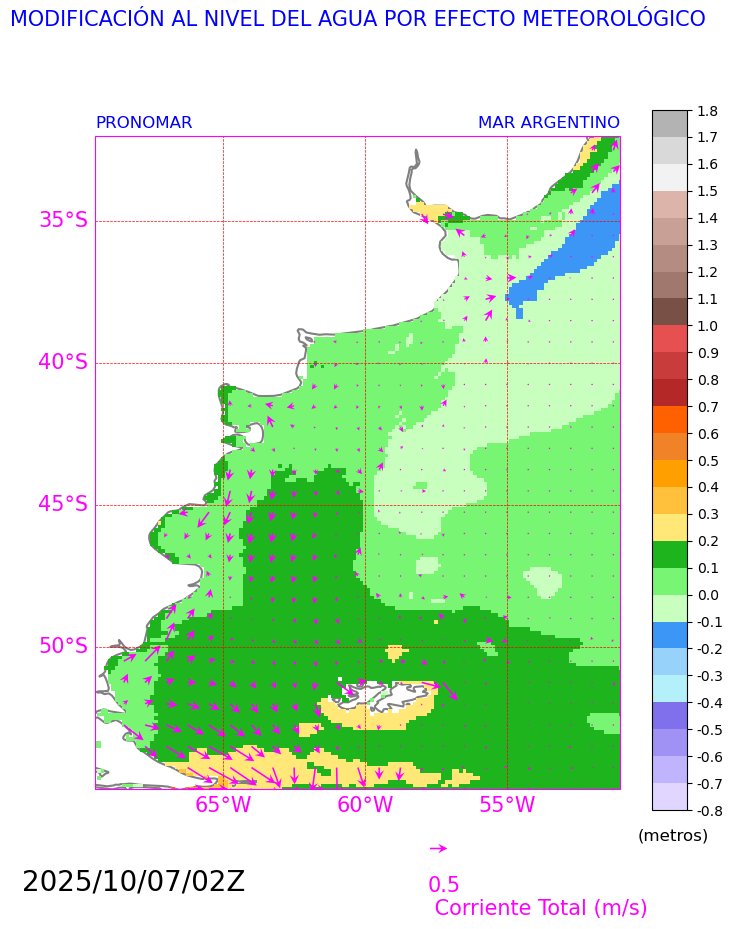 MODIFICACIÓN AL NIVEL DEL AGUA POR EFECTO METEOROLÓGICO
PRONOMAR
MAR ARGENTINO
35°S
40°S
45°S
50°S
65°W
60°W
55°W
1.8
1.7
1.6
1.5
1.4
1.3
1.2
1.1
1.0
0.9
0.8
0.7
0.6
0.5
0.4
0.3
0.2
0.1
0.0
-0.1
-0.2
-0.3
-0.4
-0.5
-0.6
-0.7
-0.8
(metros)
2025/10/07/02Z
0.5
Corriente Total (m/s)